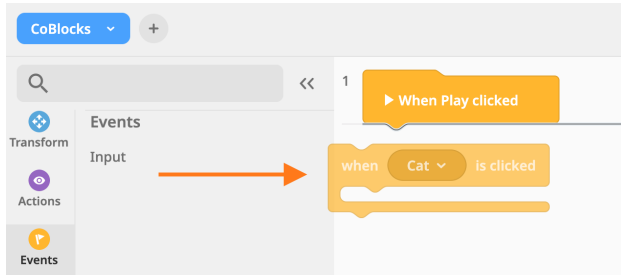 CoBlocks
+
1
When Play clicked
Transform
Events
Input
when Cat is clicked
Actions
Events